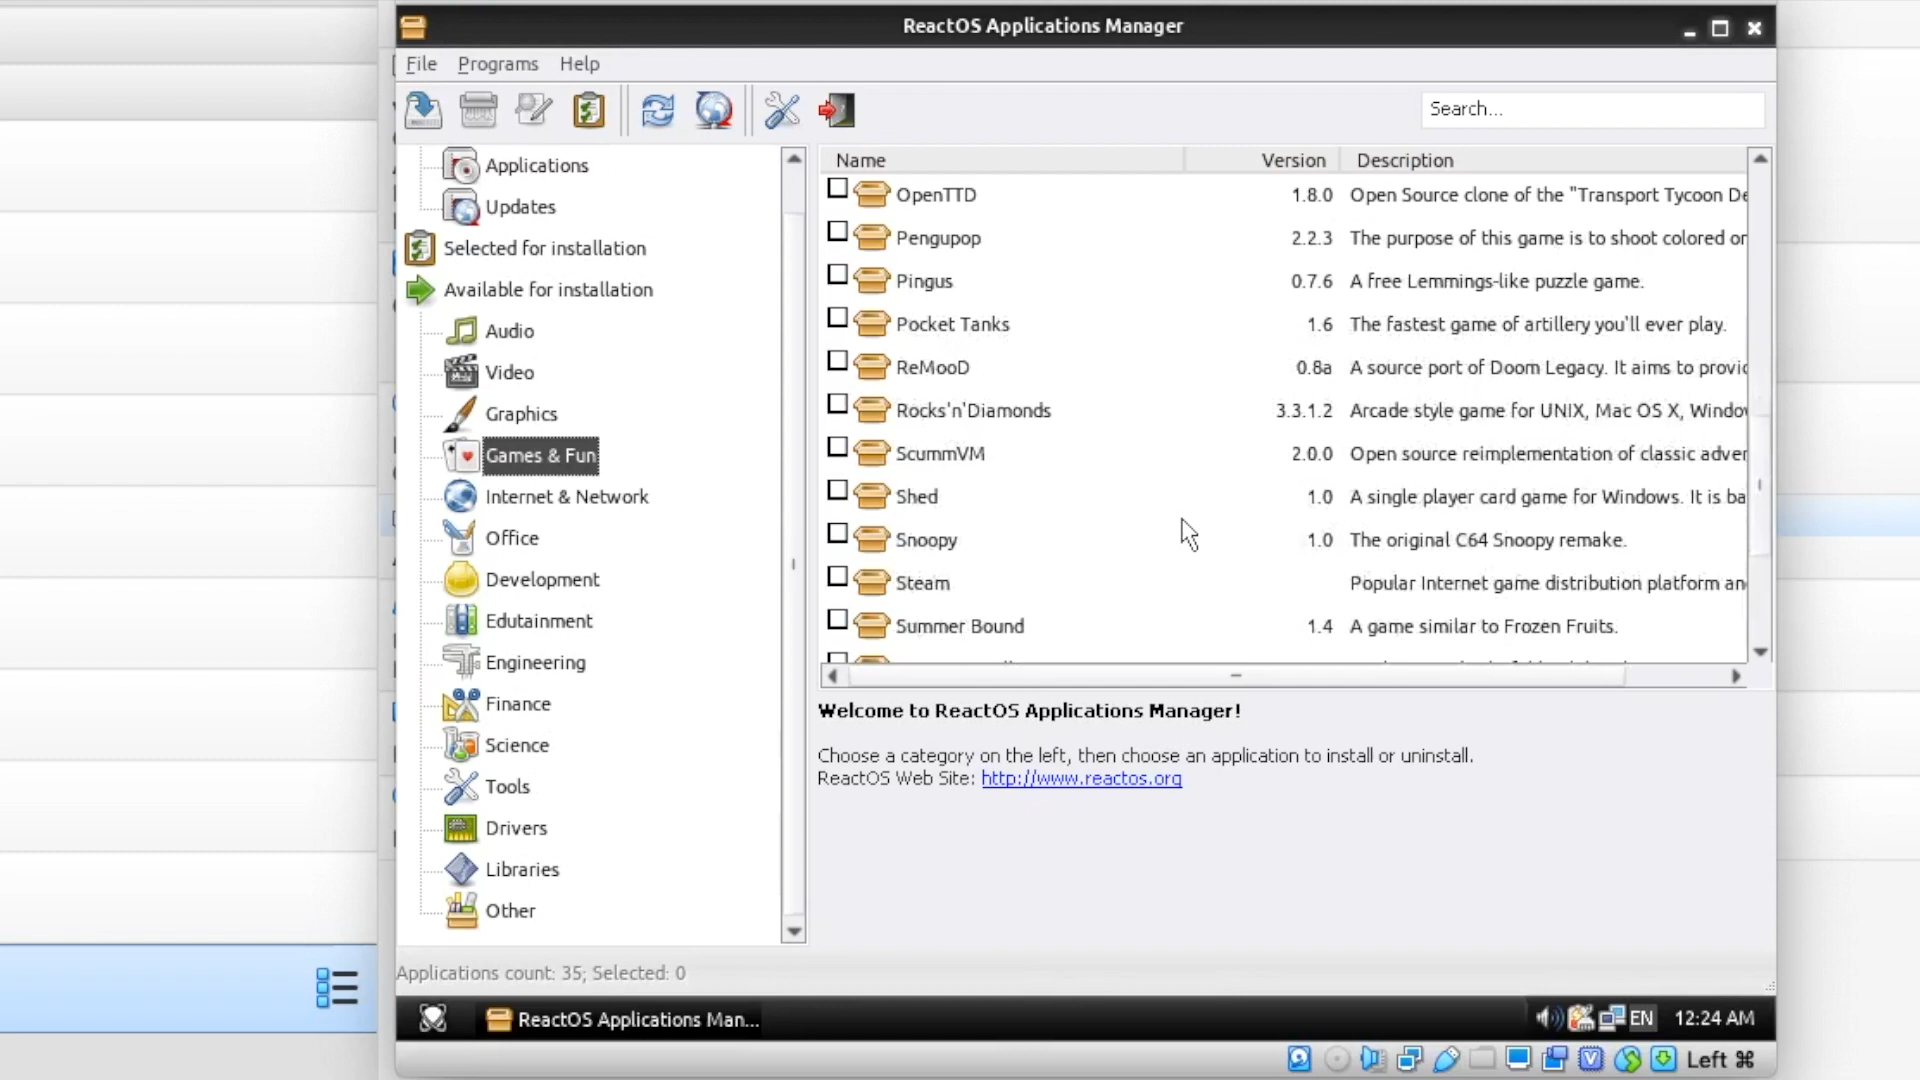 ReactOS Applications Manager
File Programs Help
Search...
Applications
Updates
Selected for installation
Available for installation
Audio
Video
Graphics
Games & Fun
Internet & Network
Office
Development
Edutainment
Engineering
Finance
Science
Tools
Drivers
Libraries
Other
Name Version Description
OpenTTD 1.8.0 Open Source clone of the "Transport Tycoon De
Pengupop 2.2.3 The purpose of this game is to shoot colored or
Pingus 0.7.6 A free Lemmings-like puzzle game.
Pocket Tanks 1.6 The fastest game of artillery you'll ever play.
ReMooD 0.8a A source port of Doom Legacy. It aims to provic
Rocks'n'Diamonds 3.3.1.2 Arcade style game for UNIX, Mac OS X, Window
ScummVM 2.0.0 Open source reimplementation of classic adver
Shed 1.0 A single player card game for Windows. It is ba
Snoopy 1.0 The original C64 Snoopy remake.
Steam Popular Internet game distribution platform an
Summer Bound 1.4 A game similar to Frozen Fruits.
Welcome to ReactOS Applications Manager!
Choose a category on the left, then choose an application to install or uninstall.
ReactOS Web Site: http://www.reactos.org
Applications count: 35; Selected: 0
ReactOS Applications Man... EN 12:24 AM
Left ⌘